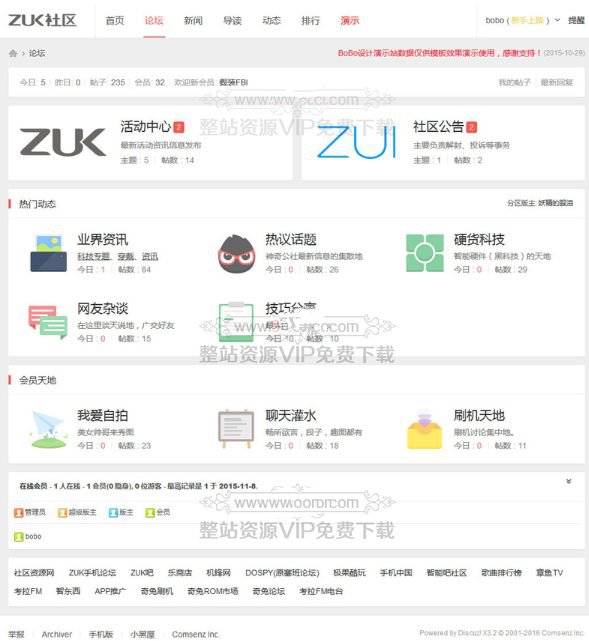 ZUK社区 首页 论坛 新闻 导读 动态 排行 演示 bobo ( 新手上路 ) 提醒
› 论坛 BoBo设计演示站数据仅供模板效果演示使用，感谢支持！ (2015-10-29)
今日: 5 | 昨日: 0 | 帖子: 235 | 会员: 32 欢迎新会员: 假装FBI 我的帖子 | 最新回复
ZUK 活动中心 2
最新活动资讯信息发布
主题 : 5 | 帖数 : 14
ZUI 社区公告 2
主要负责解封、投诉等事务
主题 : 1 | 帖数 : 2
整站资源VIP免费下载
热门动态 分区版主:
业界资讯
科技专题、穿戴、资讯
今日 : 1 | 帖数 : 84
热议话题
神奇公社最新信息的集散地
今日 : 0 | 帖数 : 26
硬货科技
智能硬件（黑科技）的天地
今日 : 0 | 帖数 : 29
网友杂谈
在这里谈天说地，广交好友
今日 : 0 | 帖数 : 15
技巧分享
今日 : 0 | 帖数 : 10
整站资源VIP免费下载
会员天地
我爱自拍
美女帅哥来秀图
今日 : 0 | 帖数 : 23
聊天灌水
畅所欲言，段子，趣图都有
今日 : 0 | 帖数 : 18
刷机天地
刷机讨论集中地。
今日 : 0 | 帖数 : 11
在线会员 - 1 人在线 - 1 会员(0 隐身), 0 位游客 - 最高记录是 1 于 2015-11-8.
管理员 超级版主 版主 会员
bobo
整站资源VIP免费下载
社区资源网 ZUK手机论坛 ZUK吧 乐商店 机锋网 DOSPY(原塞班论坛) 极果酷玩 手机中国 智能吧社区 歌曲排行榜 章鱼TV
考拉FM 智东西 APP推广 奇兔刷机 奇兔ROM市场 奇兔论坛 考拉FM电台
举报 | Archiver | 手机版 | 小黑屋 | Comsenz Inc. Powered by Discuz! X3.2 © 2001-2016 Comsenz Inc.